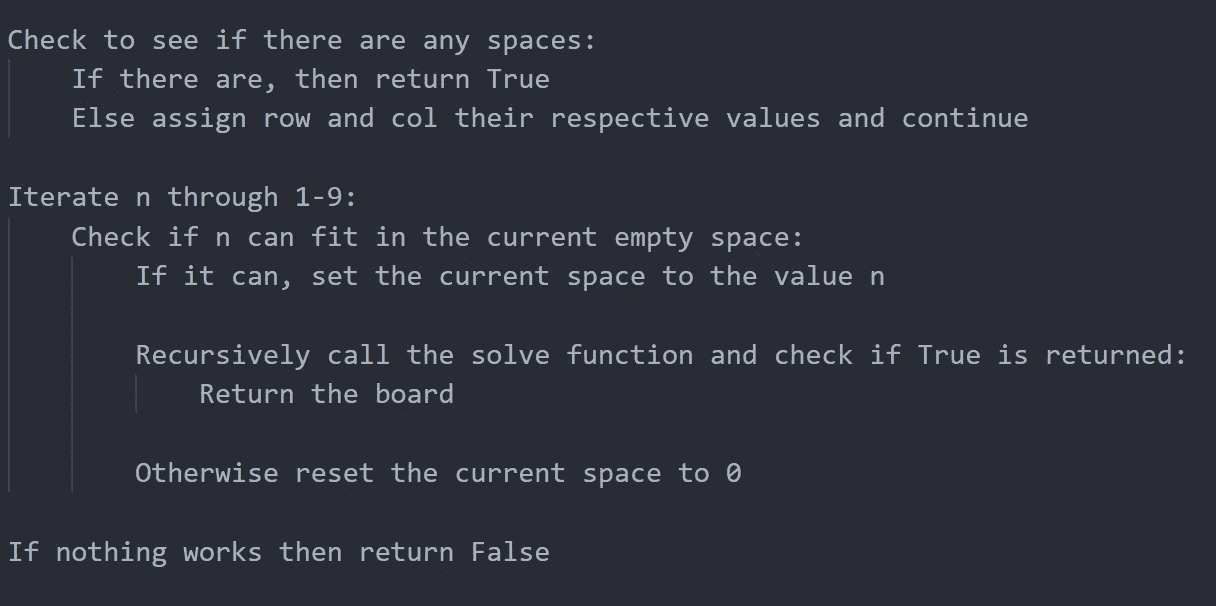 Check to see if there are any spaces:
If there are, then return True
Else assign row and col their respective values and continue
Iterate n through 1-9:
Check if n can fit in the current empty space:
If it can, set the current space to the value n
Recursively call the solve function and check if True is returned:
Return the board
Otherwise reset the current space to 0
If nothing works then return False